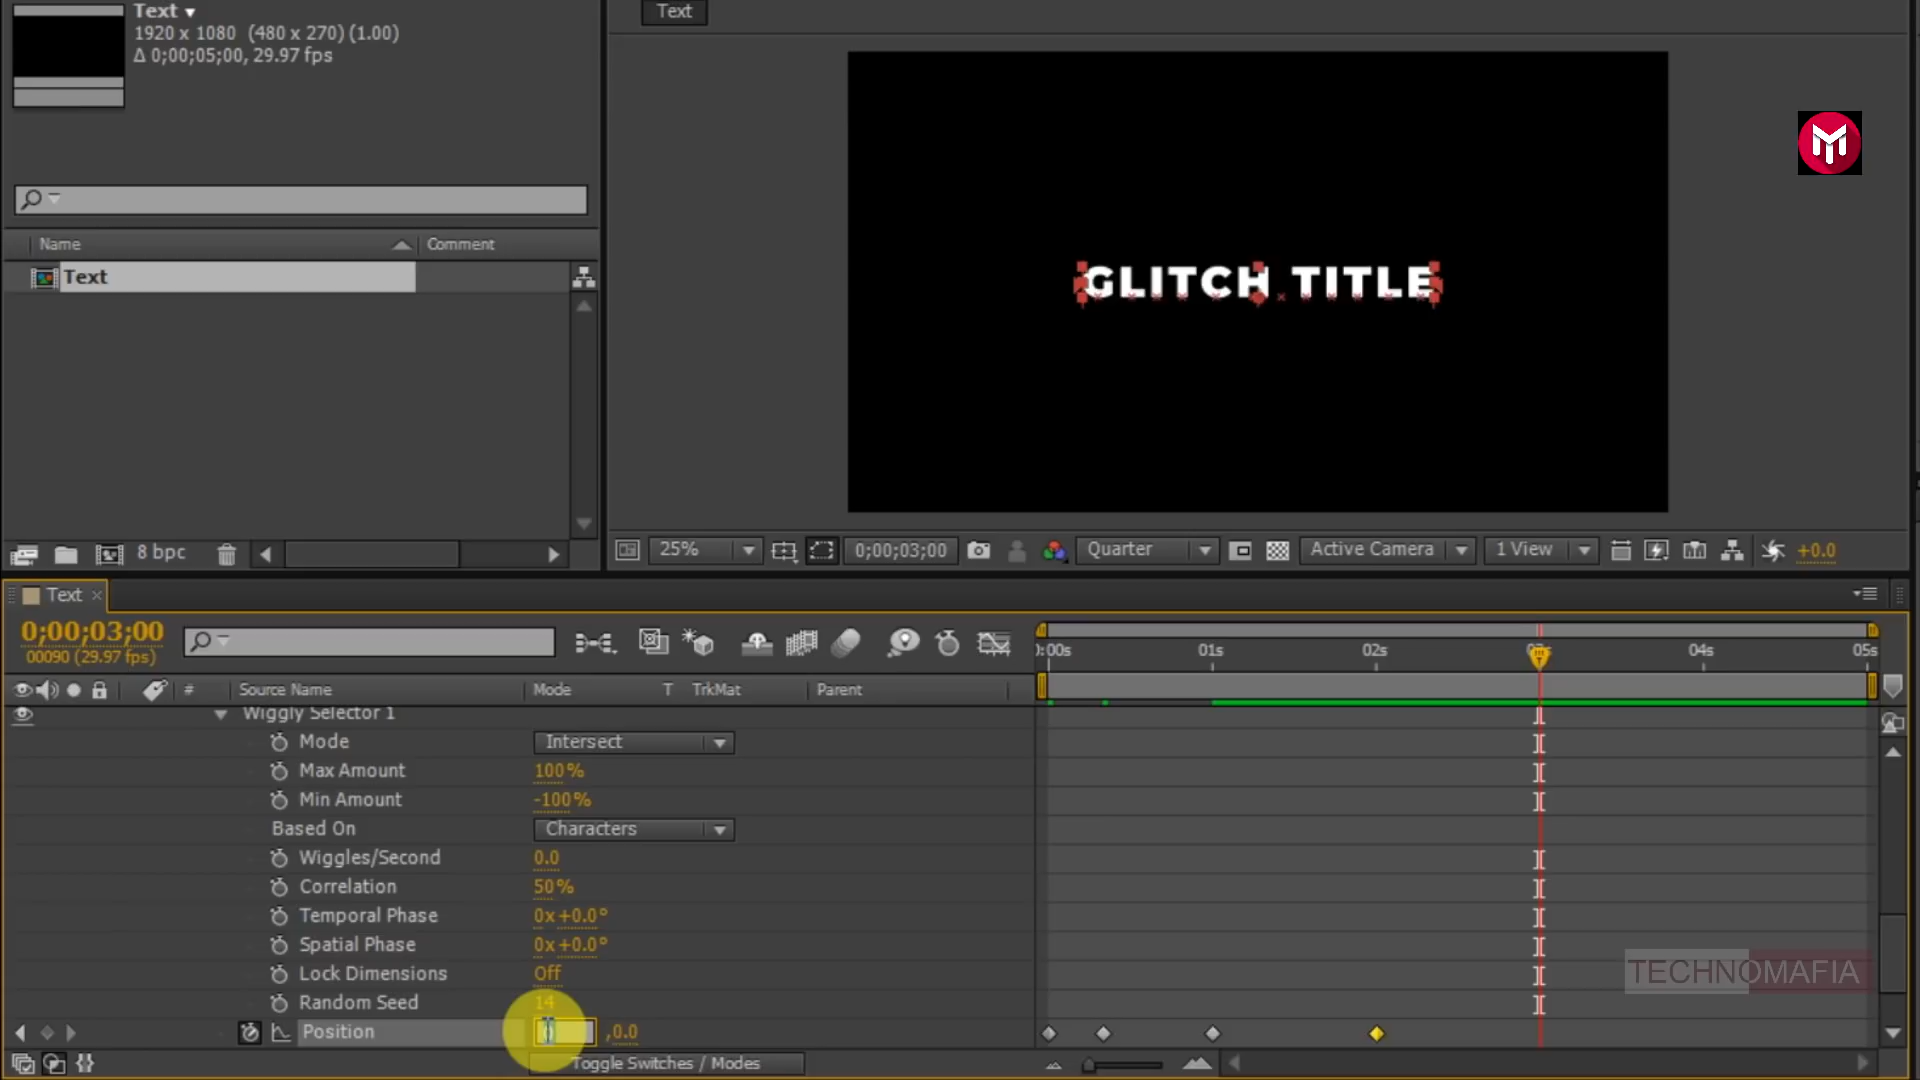 Text
1920 x 1080 (480 x 270) (1.00)
Δ 0;00;05;00, 29.97 fps
Text
GLITCH TITLE
Name Comment
Text
8 bpc
25% 0;00;03;00 Quarter Active Camera 1 View +0.0
Text
0;00;03;00
00090 (29.97 fps)
:00s 01s 02s 04s 05s
# Source Name Mode T TrkMat Parent
Wiggly Selector 1
Mode Intersect
Max Amount 100%
Min Amount -100%
Based On Characters
Wiggles/Second 0.0
Correlation 50%
Temporal Phase 0x+0.0°
Spatial Phase 0x+0.0°
Lock Dimensions Off
Random Seed 14
Position 0 ,0.0
Toggle Switches / Modes
TECHNOMAFIA